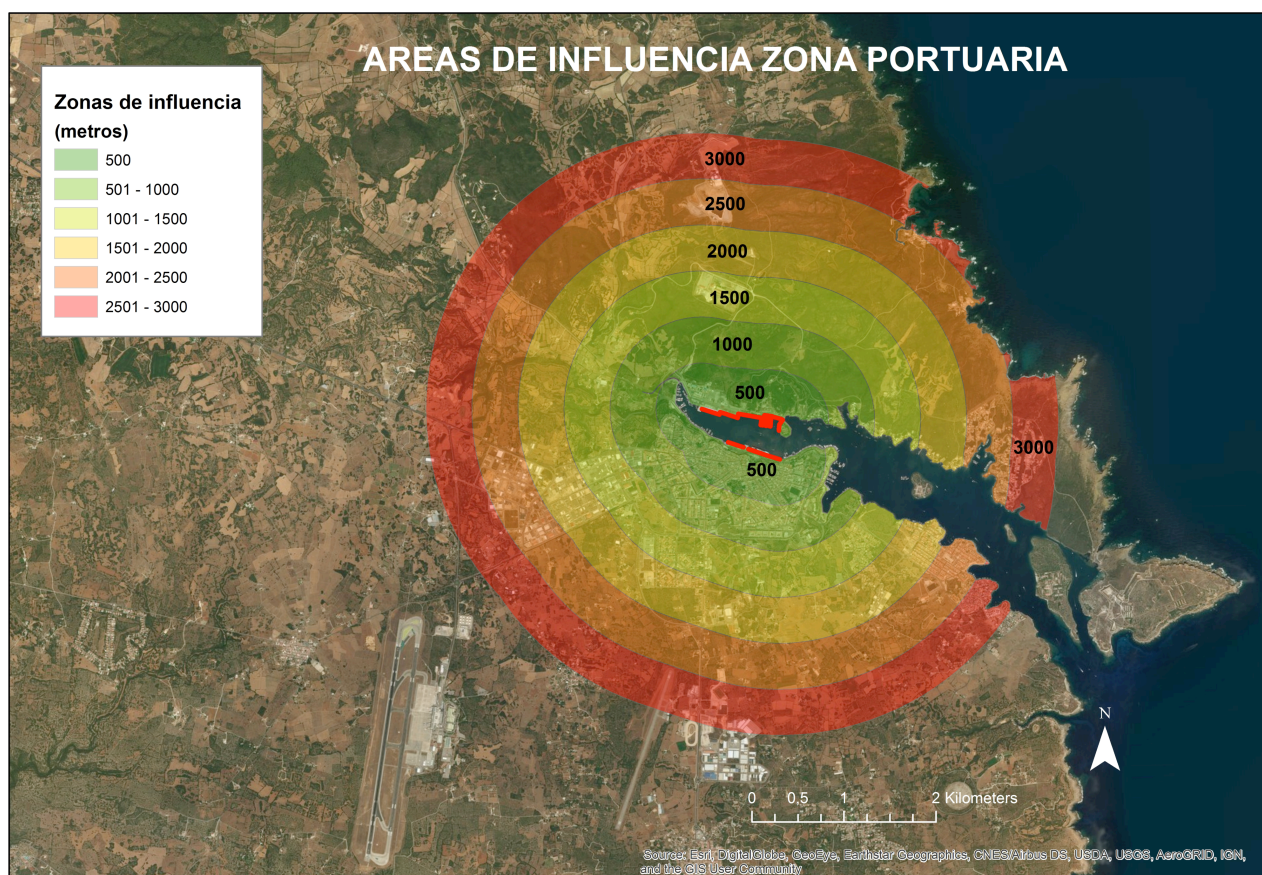 AREAS DE INFLUENCIA ZONA PORTUARIA
Zonas de influencia
(metros)
500
501 - 1000
1001 - 1500
1501 - 2000
2001 - 2500
2501 - 3000
3000
2500
2000
1500
1000
500
3000
500
N
0 0,5 1 2 Kilometers
Source: Esri, DigitalGlobe, GeoEye, Earthstar Geographics, CNES/Airbus DS, USDA, USGS, AeroGRID, IGN,
and the GIS User Community